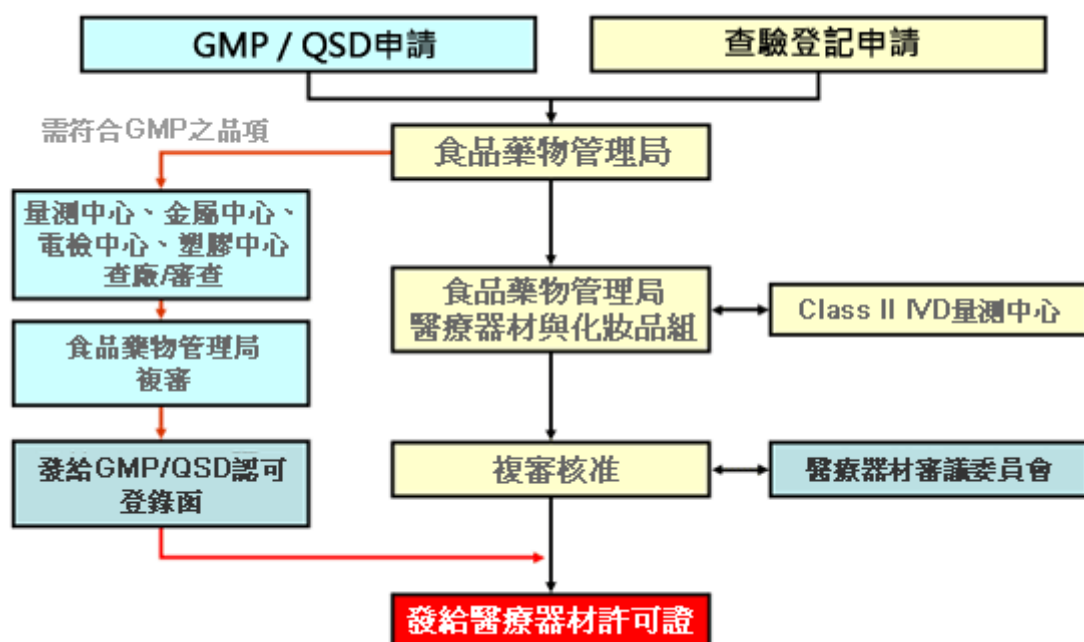 GMP / QSD申請
查驗登記申請
需符合GMP之品項
食品藥物管理局
量測中心、金屬中心、
電檢中心、塑膠中心
查廠/審查
食品藥物管理局
醫療器材與化妝品組
Class II IVD量測中心
食品藥物管理局
複審
發給GMP/QSD認可
登錄函
複審核准
醫療器材審議委員會
發給醫療器材許可證